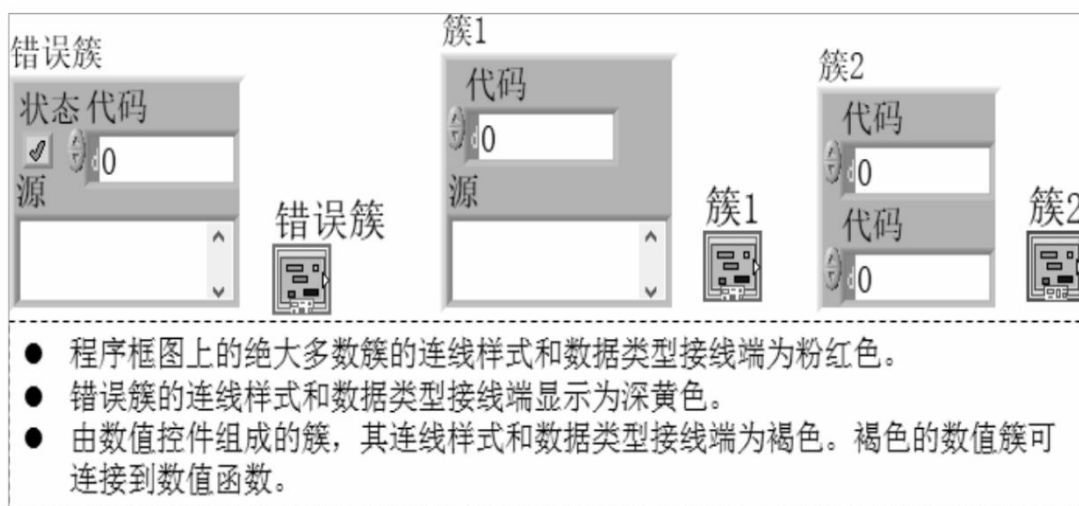 错误簇
状态 代码
0
源
错误簇
簇1
代码
0
源
簇1
簇2
代码
0
代码
0
簇2
● 程序框图上的绝大多数簇的连线样式和数据类型接线端为粉红色。
● 错误簇的连线样式和数据类型接线端显示为深黄色。
● 由数值控件组成的簇，其连线样式和数据类型接线端为褐色。褐色的数值簇可
连接到数值函数。